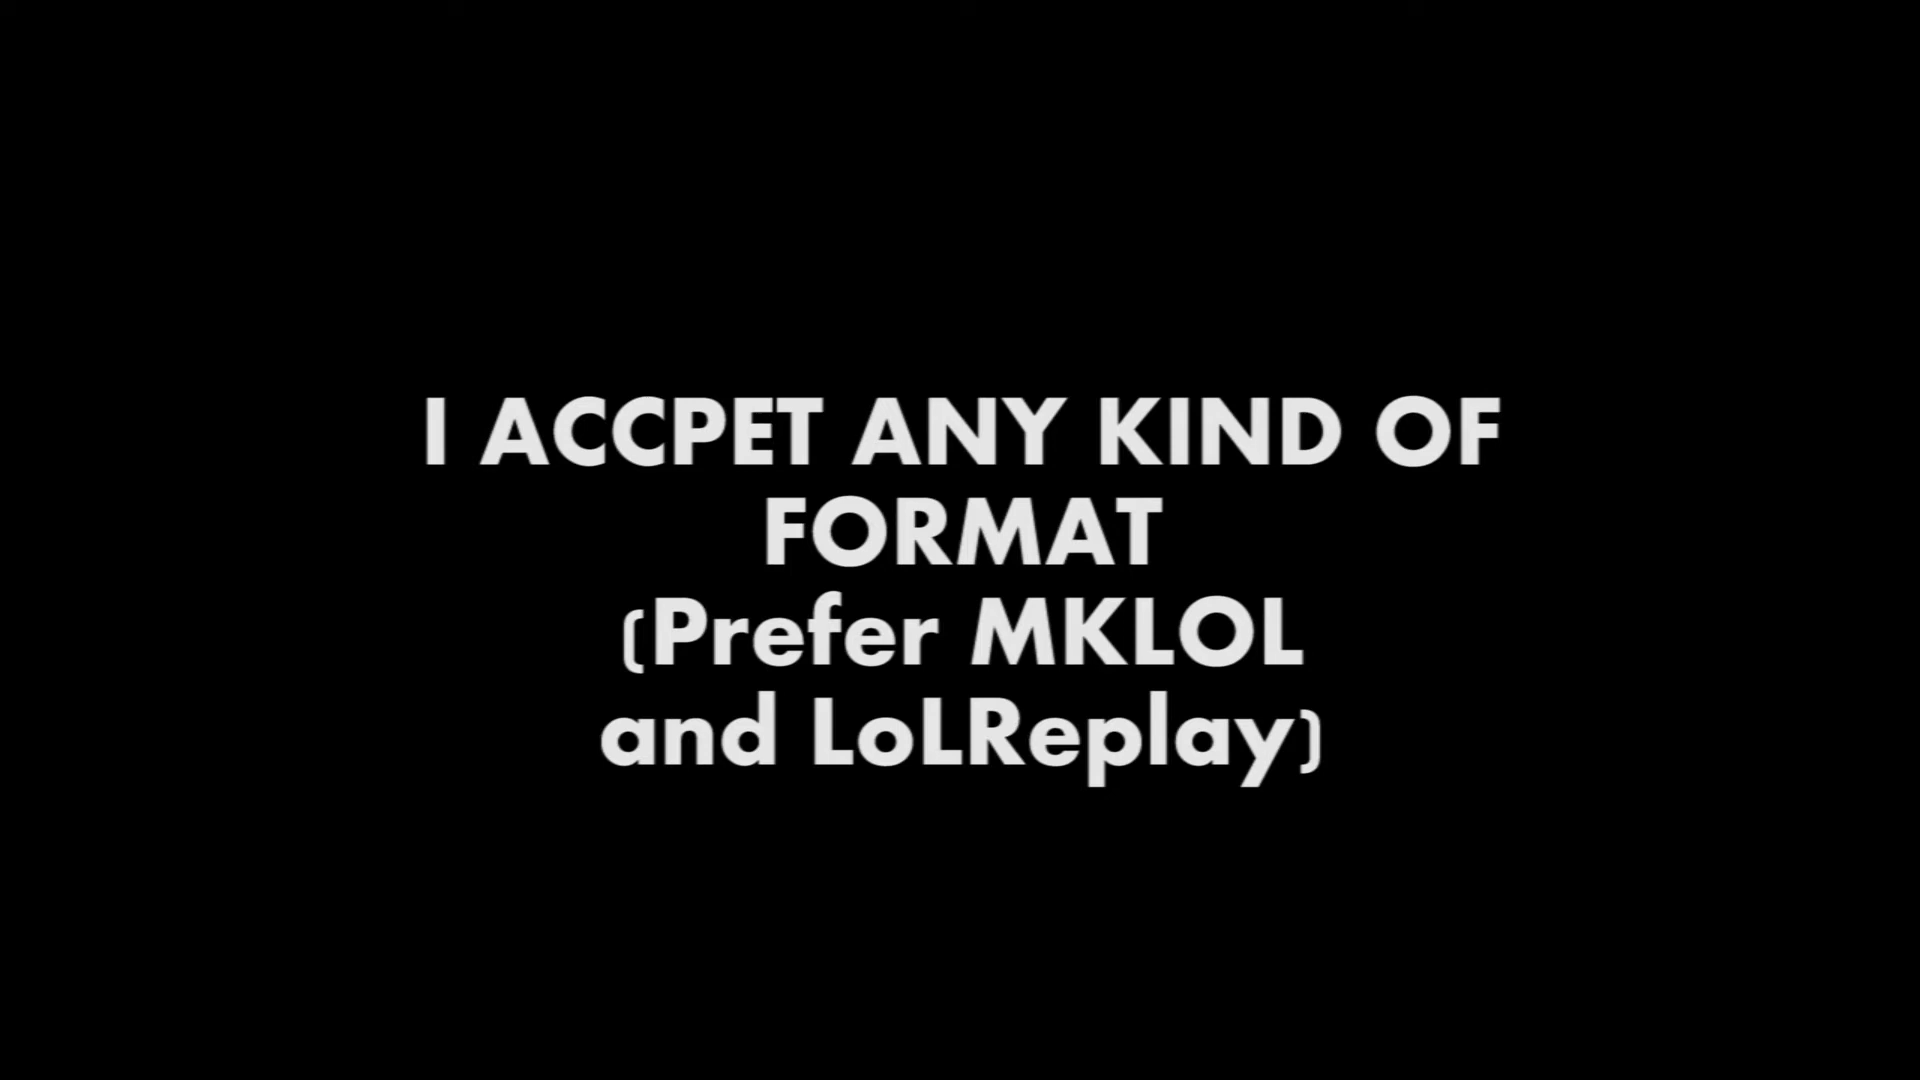 I ACCPET ANY KIND OF
FORMAT
(Prefer MKLOL
and LoLReplay)